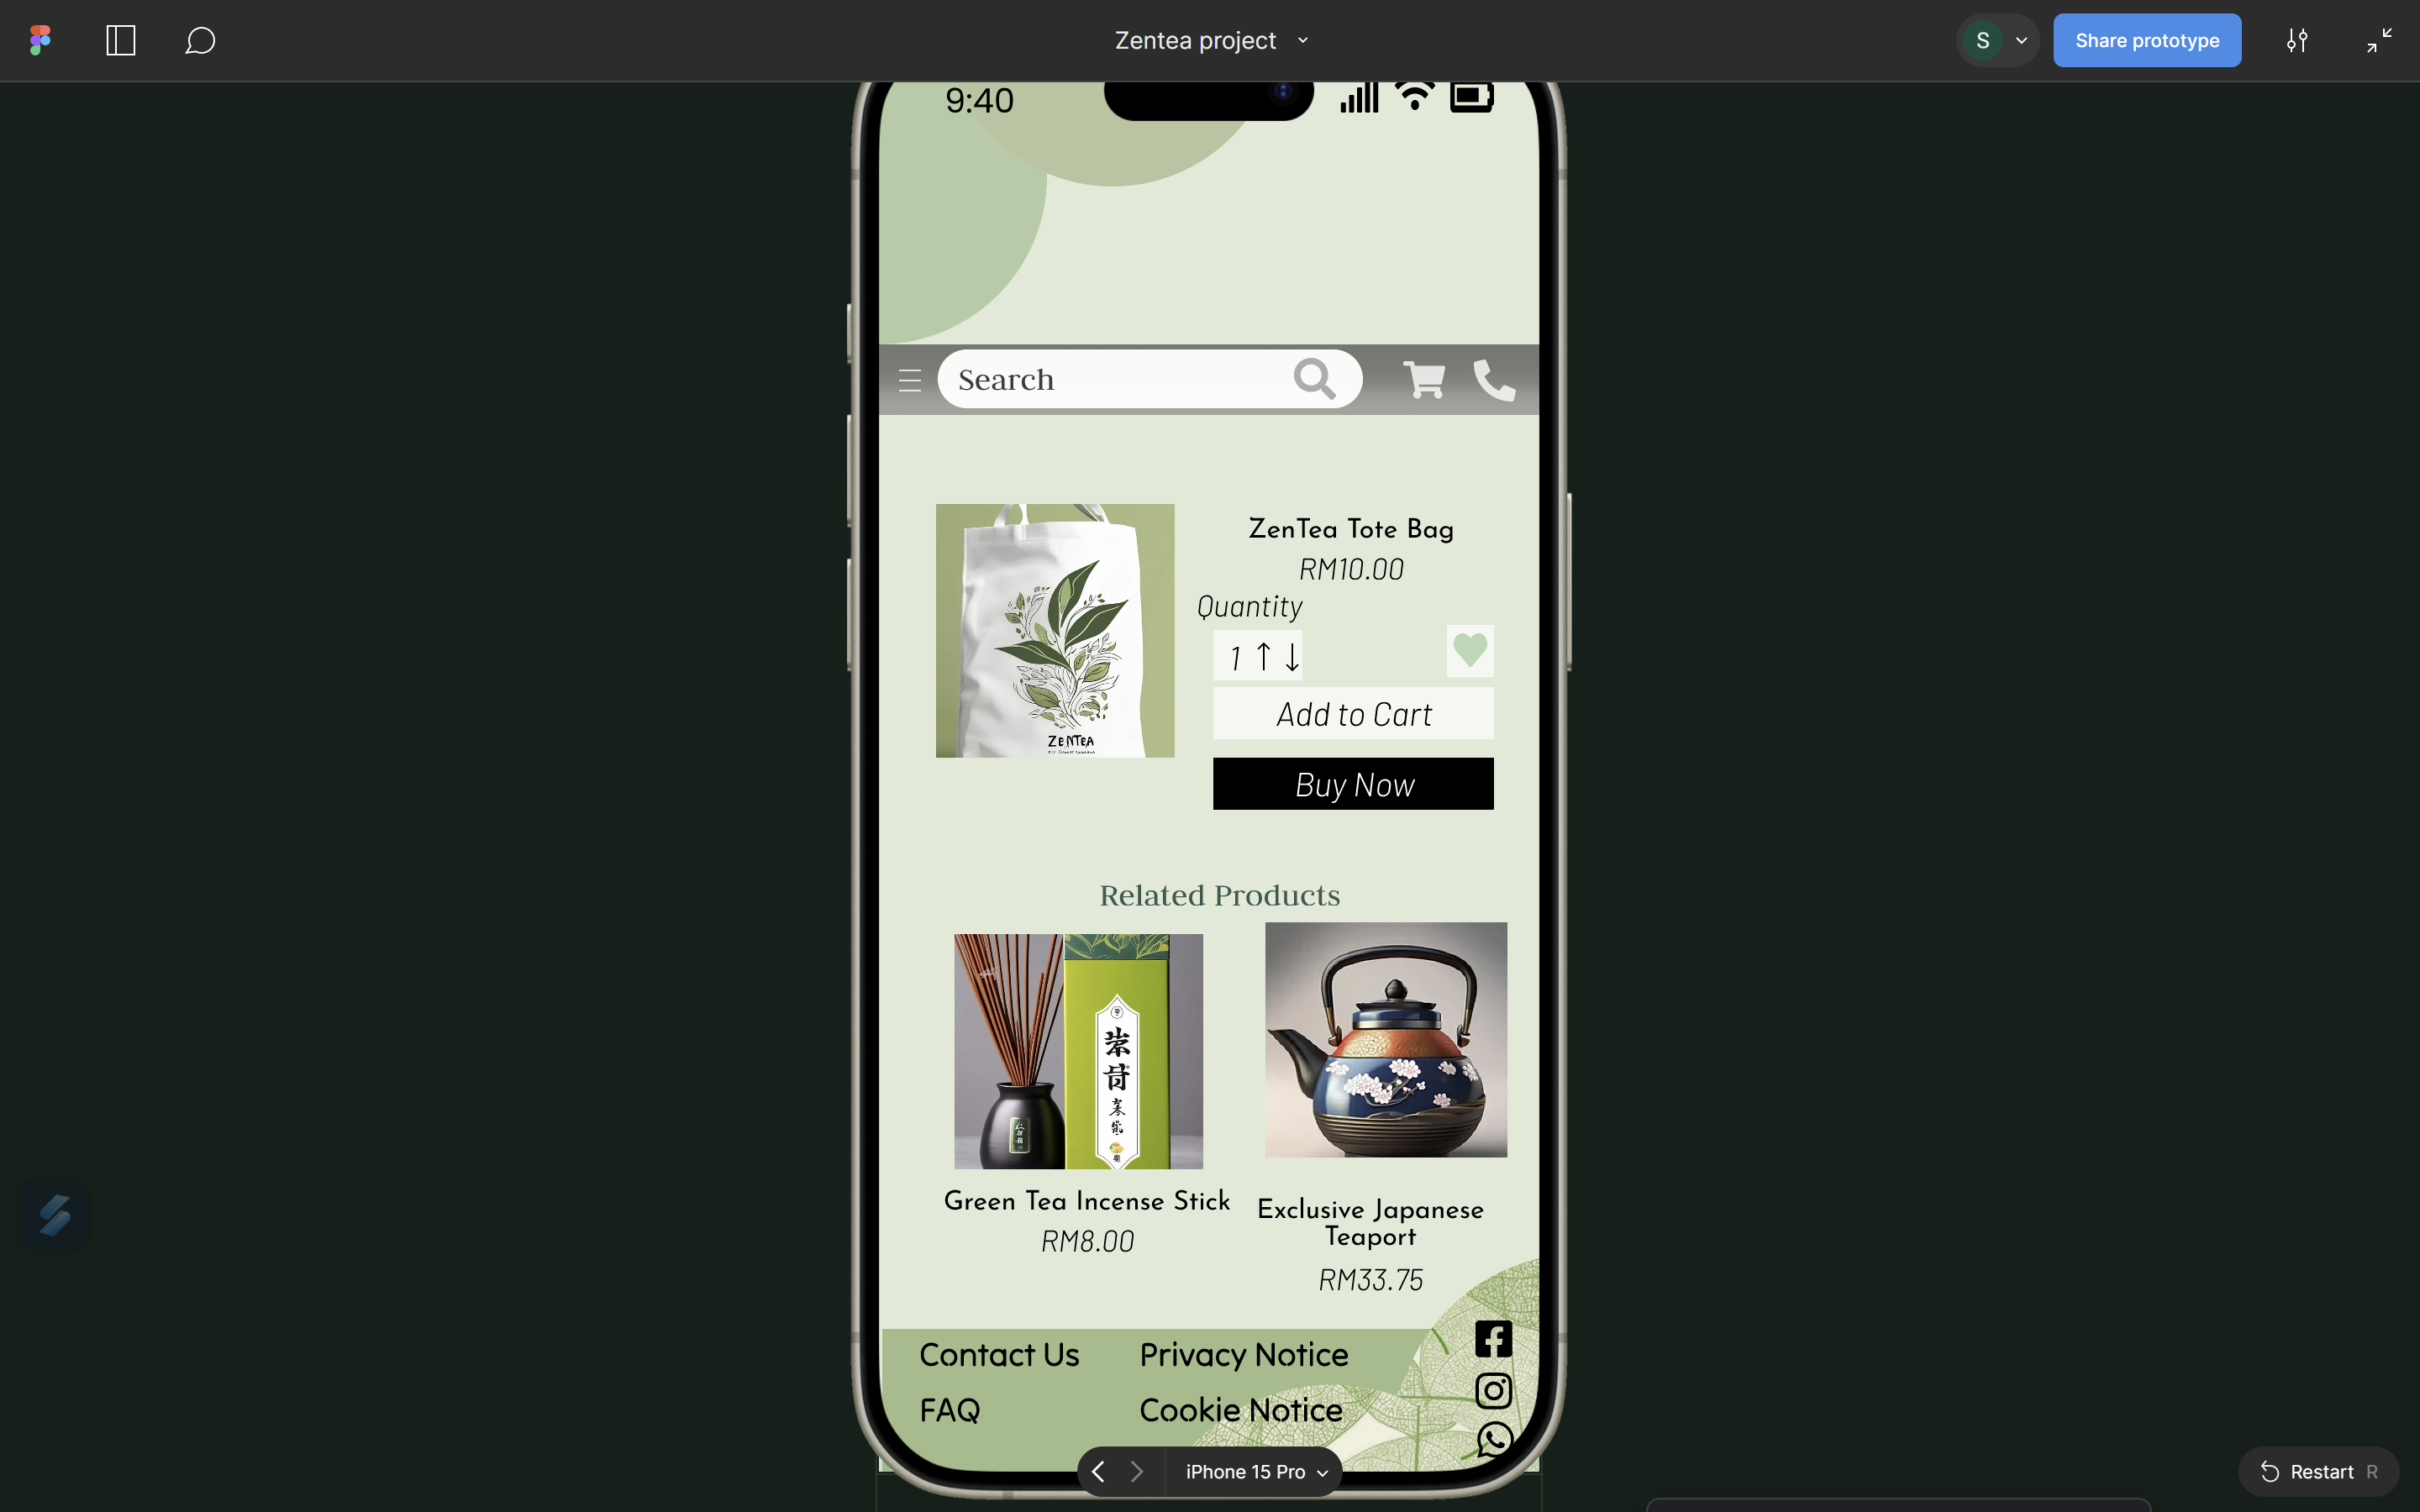 Zentea project
S
Share prototype
9:40
Search
ZenTea Tote Bag
RM10.00
Quantity
1 ↑ ↓
Add to Cart
Buy Now
ZENTEA
Related Products
Green Tea Incense Stick
RM8.00
Exclusive Japanese
Teaport
RM33.75
Contact Us
Privacy Notice
FAQ
Cookie Notice
iPhone 15 Pro
Restart R